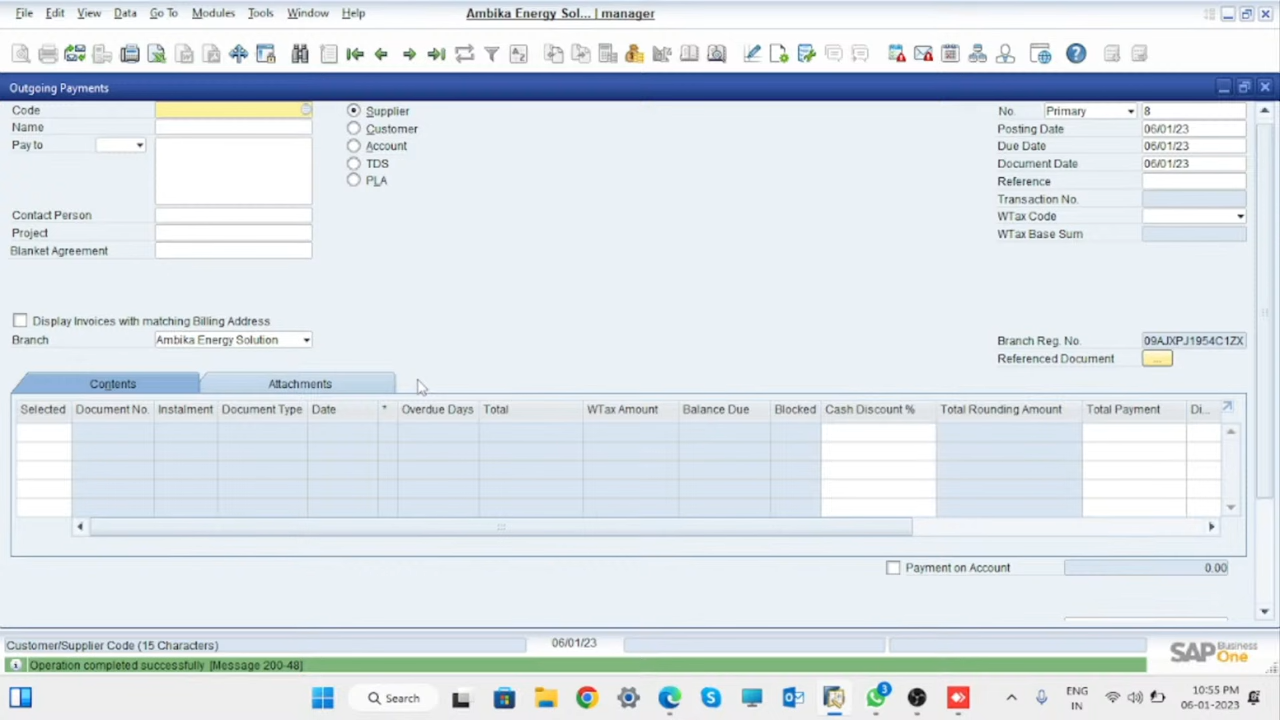 File Edit View Data Go To Modules Tools Window Help Ambika Energy Sol... | manager
Outgoing Payments
Code
Supplier
No. Primary 8
Name
Customer
Posting Date 06/01/23
Pay to
Account
Due Date 06/01/23
TDS
Document Date 06/01/23
PLA
Reference
Transaction No.
Contact Person
WTax Code
Project
WTax Base Sum
Blanket Agreement
Display Invoices with matching Billing Address
Branch Ambika Energy Solution
Branch Reg. No. 09AJXPJ1954C1ZX
Referenced Document ...
Contents Attachments
Selected Document No. Instalment Document Type Date * Overdue Days Total WTax Amount Balance Due Blocked Cash Discount % Total Rounding Amount Total Payment Di...
Payment on Account 0.00
Customer/Supplier Code (15 Characters) 06/01/23
SAP Business One
Operation completed successfully [Message 200-48]
Search 3 ENG IN 10:55 PM 06-01-2023